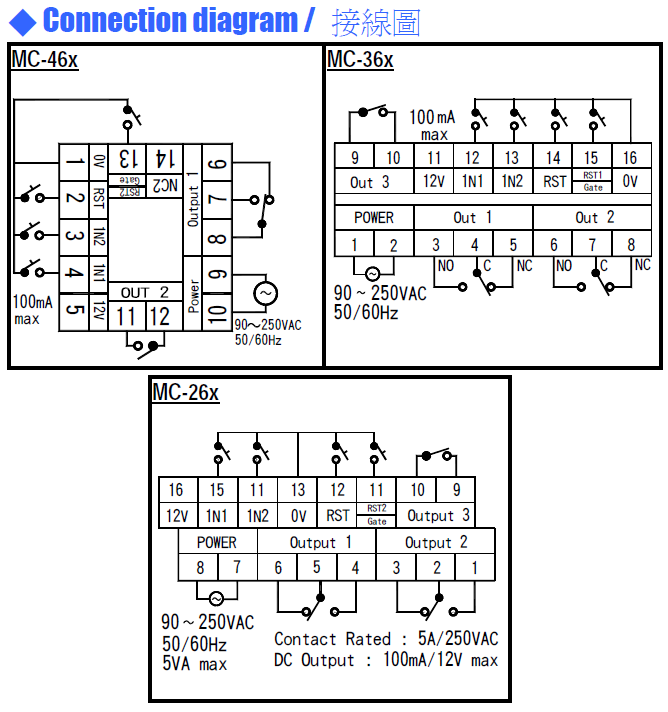 ◆ Connection diagram / 接線圖
MC-46x
1 0V
2 RST
3 1N2
4 1N1
5 12V
100mA
max
13 14
RST2
Gate
NC2
Output 1
6
7
8
Power
9
10
OUT 2
11 12
90～250VAC
50/60Hz
MC-36x
100mA
max
9 10 11 12 13 14 15 16
Out 3 12V 1N1 1N2 RST RST1 0V
Gate
POWER Out 1 Out 2
1 2 3 4 5 6 7 8
NO C NC NO C NC
90～250VAC
50/60Hz
MC-26x
16 15 11 13 12 11 10 9
12V 1N1 1N2 0V RST RST2 Output 3
Gate
POWER Output 1 Output 2
8 7 6 5 4 3 2 1
90～250VAC
50/60Hz
5VA max
Contact Rated : 5A/250VAC
DC Output : 100mA/12V max